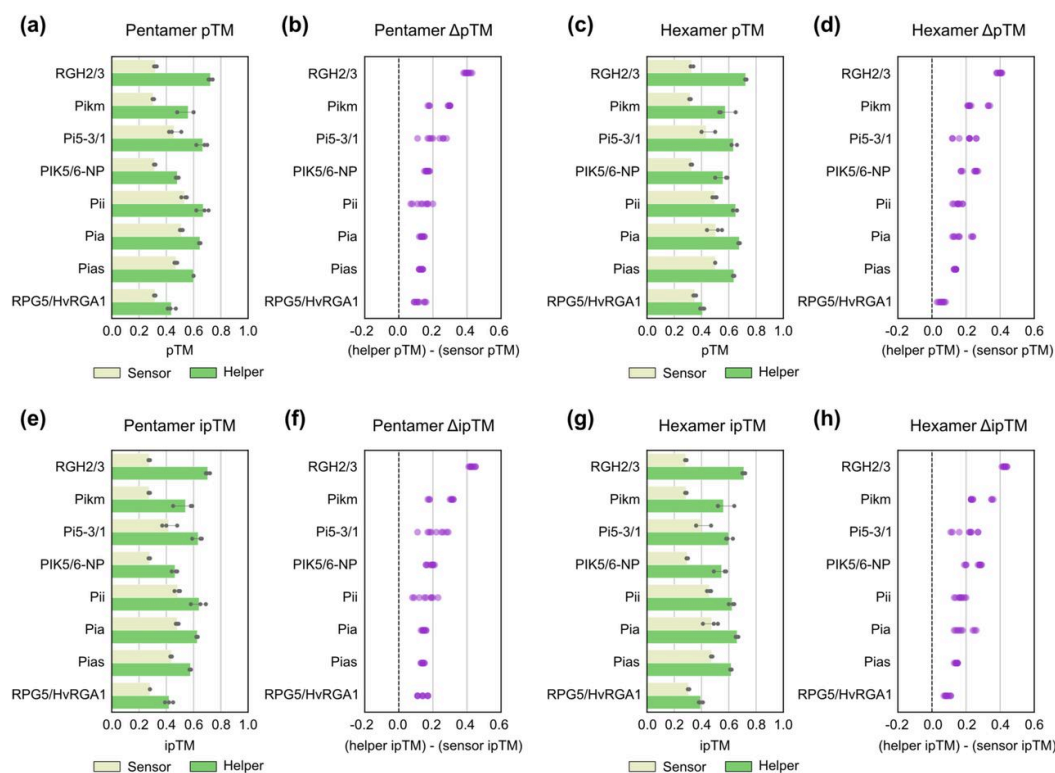 (a)
Pentamer pTM
RGH2/3
Pikm
Pi5-3/1
PIK5/6-NP
Pii
Pia
Pias
RPG5/HvRGA1
0.0 0.2 0.4 0.6 0.8 1.0
pTM
Sensor Helper
(b)
Pentamer ΔpTM
RGH2/3
Pikm
Pi5-3/1
PIK5/6-NP
Pii
Pia
Pias
RPG5/HvRGA1
-0.2 0.0 0.2 0.4 0.6
(helper pTM) - (sensor pTM)
(c)
Hexamer pTM
RGH2/3
Pikm
Pi5-3/1
PIK5/6-NP
Pii
Pia
Pias
RPG5/HvRGA1
0.0 0.2 0.4 0.6 0.8 1.0
pTM
Sensor Helper
(d)
Hexamer ΔpTM
RGH2/3
Pikm
Pi5-3/1
PIK5/6-NP
Pii
Pia
Pias
RPG5/HvRGA1
-0.2 0.0 0.2 0.4 0.6
(helper pTM) - (sensor pTM)
(e)
Pentamer ipTM
RGH2/3
Pikm
Pi5-3/1
PIK5/6-NP
Pii
Pia
Pias
RPG5/HvRGA1
0.0 0.2 0.4 0.6 0.8 1.0
ipTM
Sensor Helper
(f)
Pentamer ΔipTM
RGH2/3
Pikm
Pi5-3/1
PIK5/6-NP
Pii
Pia
Pias
RPG5/HvRGA1
-0.2 0.0 0.2 0.4 0.6
(helper ipTM) - (sensor ipTM)
(g)
Hexamer ipTM
RGH2/3
Pikm
Pi5-3/1
PIK5/6-NP
Pii
Pia
Pias
RPG5/HvRGA1
0.0 0.2 0.4 0.6 0.8 1.0
ipTM
Sensor Helper
(h)
Hexamer ΔipTM
RGH2/3
Pikm
Pi5-3/1
PIK5/6-NP
Pii
Pia
Pias
RPG5/HvRGA1
-0.2 0.0 0.2 0.4 0.6
(helper ipTM) - (sensor ipTM)